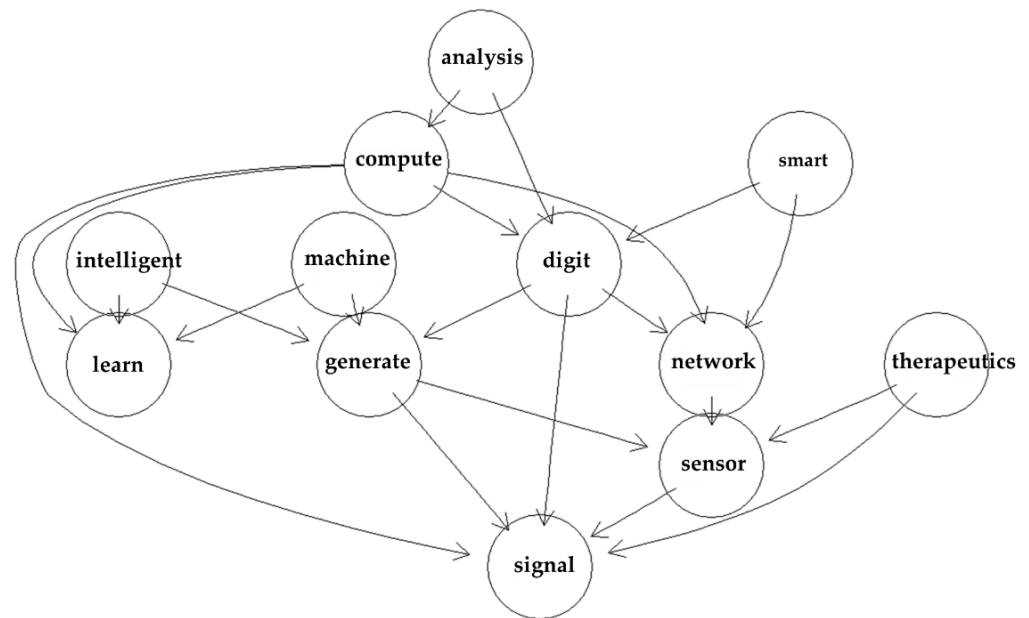 analysis
compute
smart
intelligent
machine
digit
learn
generate
network
therapeutics
sensor
signal